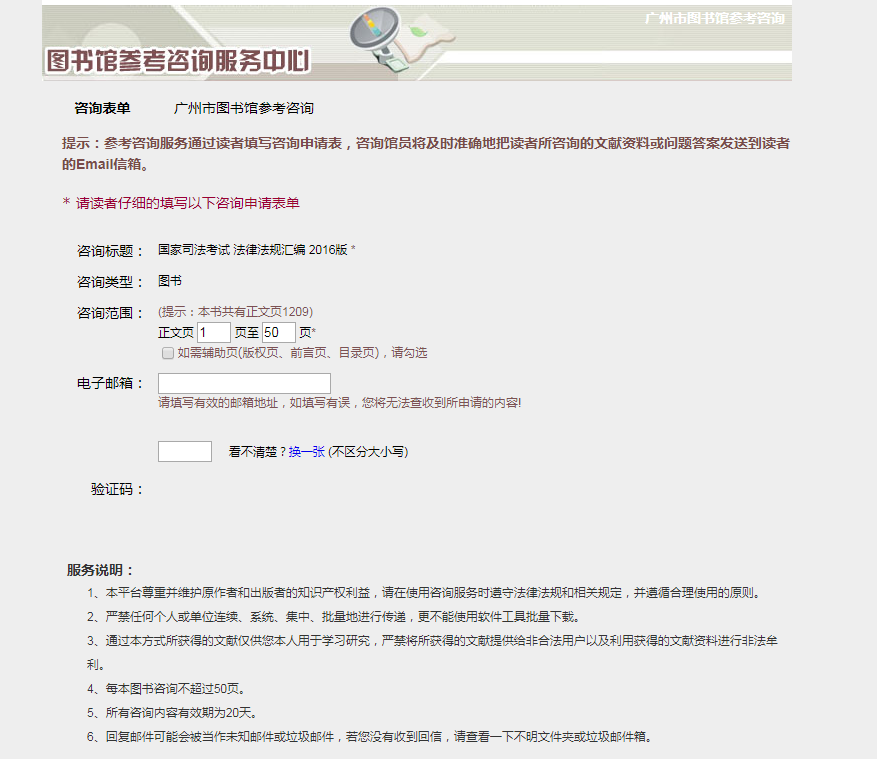 广州市图书馆参考咨询
图书馆参考咨询服务中心
咨询表单 广州市图书馆参考咨询
提示：参考咨询服务通过读者填写咨询申请表，咨询馆员将及时准确地把读者所咨询的文献资料或问题答案发送到读者
的Email信箱。
* 请读者仔细的填写以下咨询申请表单
咨询标题： 国家司法考试 法律法规汇编 2016版 *
咨询类型： 图书
咨询范围： (提示：本书共有正文页1209)
正文页 1 页至 50 页*
如需辅助页(版权页、前言页、目录页)，请勾选
电子邮箱：
请填写有效的邮箱地址，如填写有误，您将无法查收到所申请的内容!
看不清楚？换一张 (不区分大小写)
验证码：
服务说明：
1、本平台尊重并维护原作者和出版者的知识产权利益，请在使用咨询服务时遵守法律法规和相关规定，并遵循合理使用的原则。
2、严禁任何个人或单位连续、系统、集中、批量地进行传递，更不能使用软件工具批量下载。
3、通过本方式所获得的文献仅供您本人用于学习研究，严禁将所获得的文献提供给非合法用户以及利用获得的文献资料进行非法牟
利。
4、每本图书咨询不超过50页。
5、所有咨询内容有效期为20天。
6、回复邮件可能会被当作未知邮件或垃圾邮件，若您没有收到回信，请查看一下不明文件夹或垃圾邮件箱。